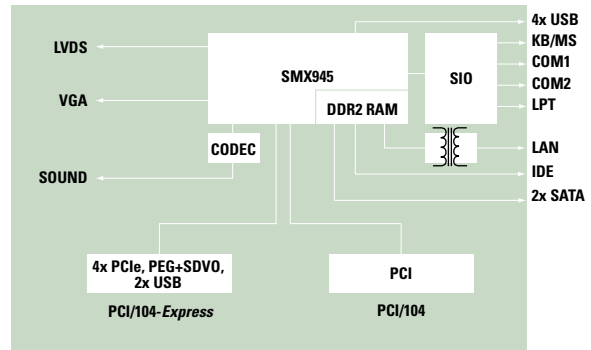 4x USB
LVDS
KB/MS
COM1
SMX945
SIO
COM2
VGA
DDR2 RAM
LPT
CODEC
LAN
SOUND
IDE
2x SATA
4x PCIe, PEG+SDVO,
2x USB
PCI
PCI/104-Express
PCI/104